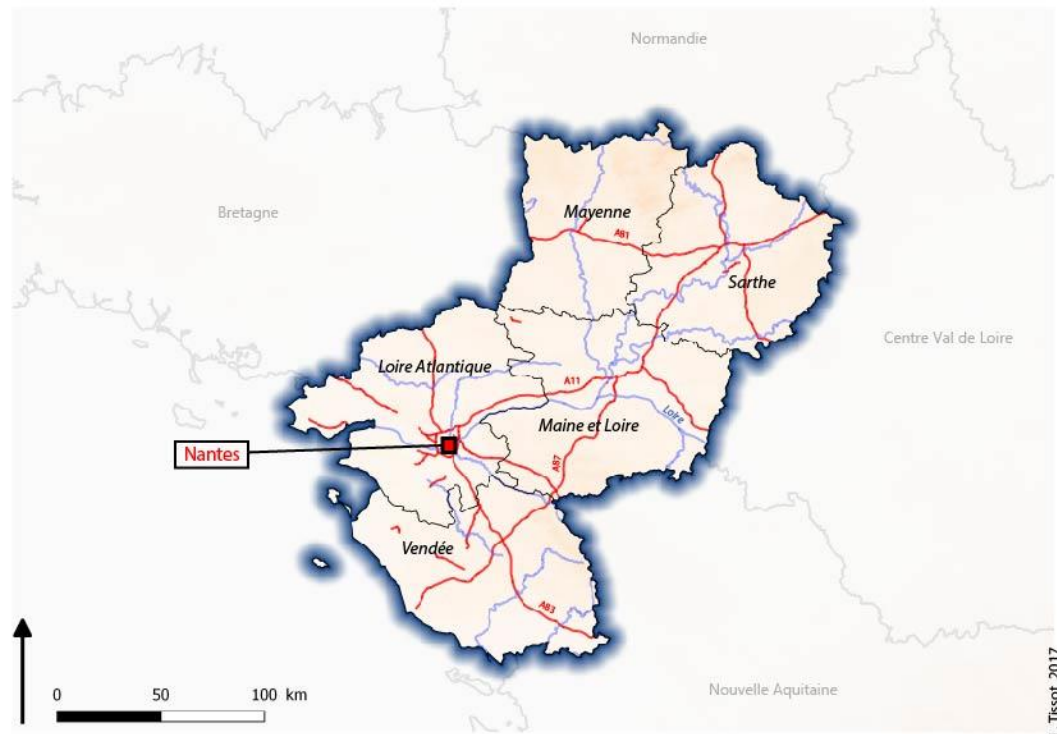 Normandie
Bretagne
Mayenne
A81
Sarthe
Centre Val de Loire
Loire Atlantique
A11
Loire
Maine et Loire
Nantes
A87
Vendée
A83
0 50 100 km
Nouvelle Aquitaine
Tissot 2017